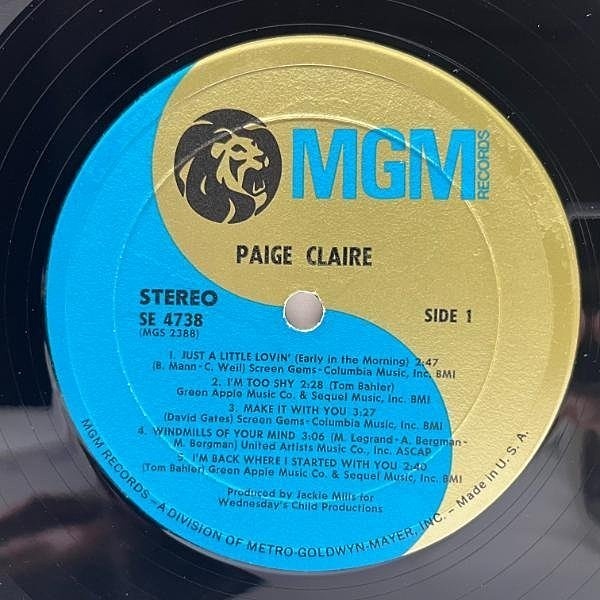 MGM
RECORDS
PAIGE CLAIRE
STEREO
SE 4738
(MGS 2388)
SIDE 1
1. JUST A LITTLE LOVIN' (Early in the Morning) 2:47
(B. Mann-C. Weil) Screen Gems-Columbia Music, Inc. BMI
2. I'M TOO SHY 2:28 (Tom Bahler)
Green Apple Music Co. & Sequel Music, Inc. BMI
3. MAKE IT WITH YOU 3:27
(David Gates) Screen Gems-Columbia Music, Inc. BMI
4. WINDMILLS OF YOUR MIND 3:06 (M. Legrand-A. Bergman-
M. Bergman) United Artists Music Co., Inc. ASCAP
5. I'M BACK WHERE I STARTED WITH YOU 2:40
(Tom Bahler) Green Apple Music Co. & Sequel Music, Inc. BMI
Produced by Jackie Mills for
Wednesday's Child Productions
MGM RECORDS-A DIVISION OF METRO-GOLDWYN-MAYER, INC. - Made in U. S. A.